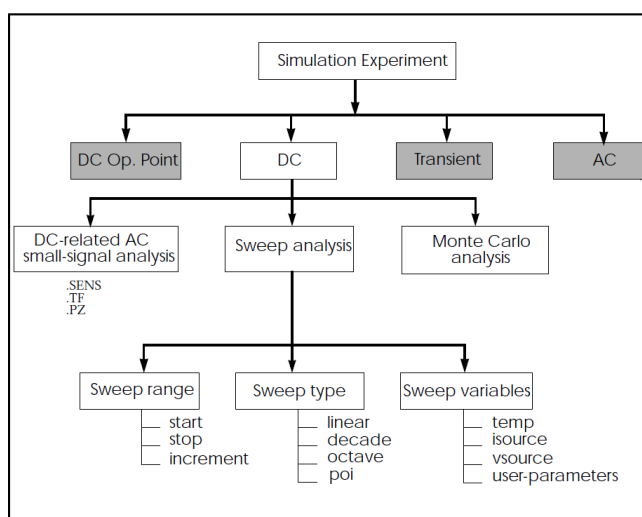 Simulation Experiment
DC Op. Point
DC
Transient
AC
DC-related AC
small-signal analysis
.SENS
.TF
.PZ
Sweep analysis
Monte Carlo
analysis
Sweep range
start
stop
increment
Sweep type
linear
decade
octave
poi
Sweep variables
temp
isource
vsource
user-parameters